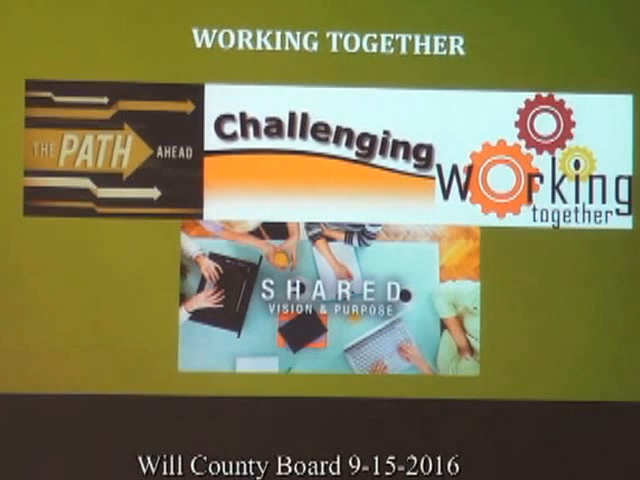 WORKING TOGETHER
THE PATH AHEAD
Challenging
Working
together
SHARED
VISION & PURPOSE
Will County Board 9-15-2016